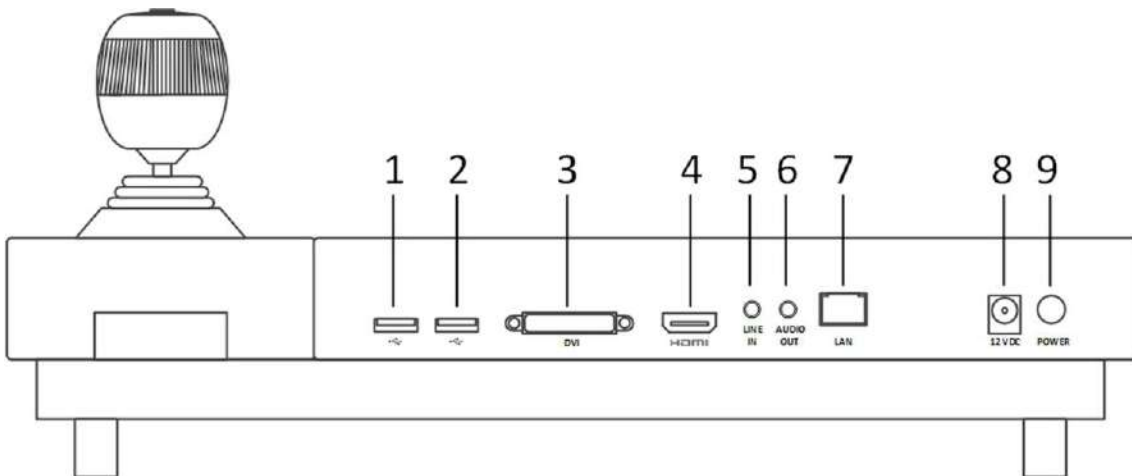 1 2 3 4 5 6 7 8 9
DVI
HDMI
LINE
IN
AUDIO
OUT
LAN
12 VDC
POWER